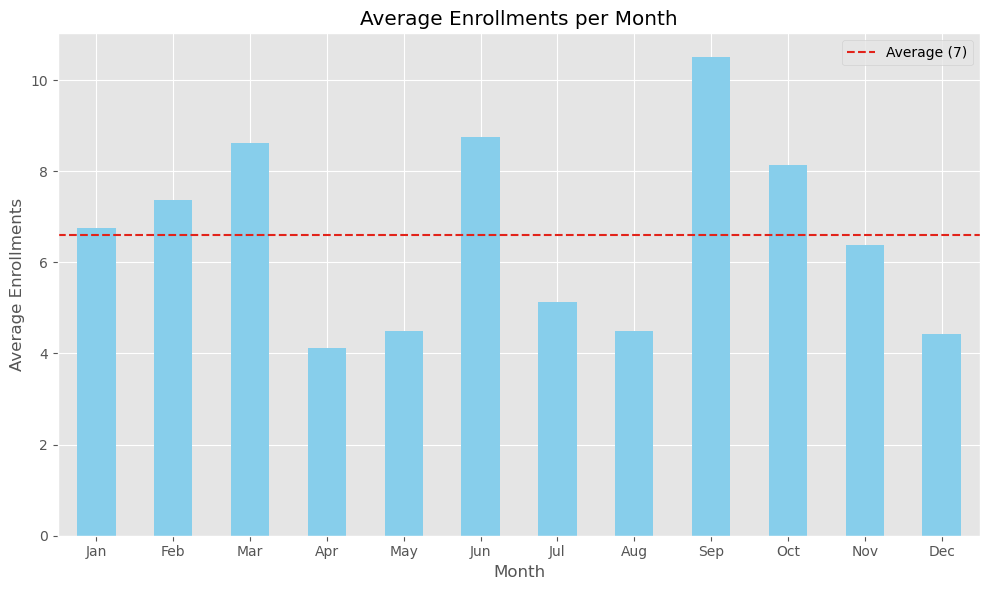 Average Enrollments per Month
Average (7)
Average Enrollments
10
8
6
4
2
0
Jan Feb Mar Apr May Jun Jul Aug Sep Oct Nov Dec
Month